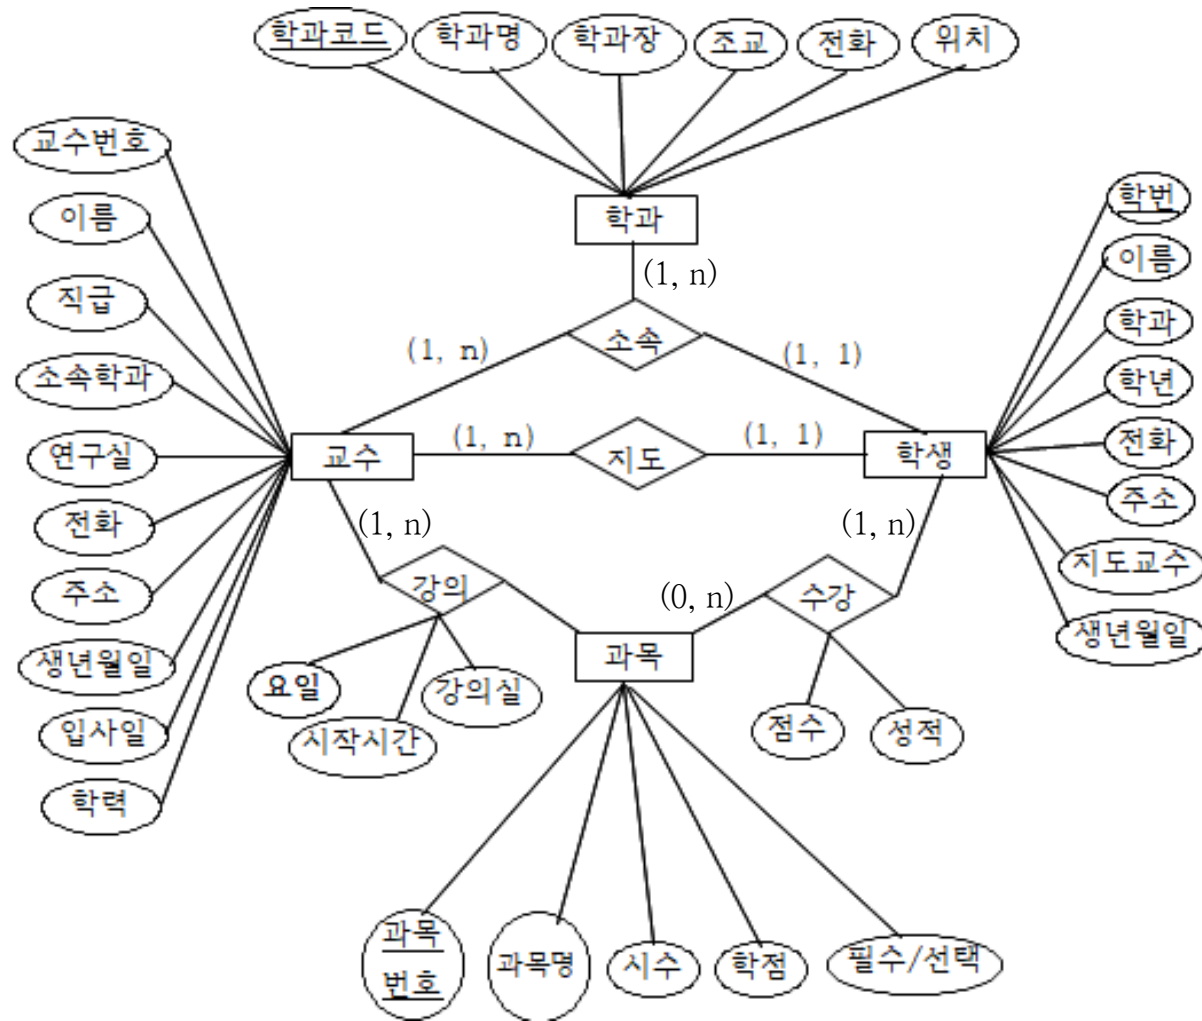 학과코드 학과명 학과장 조교 전화 위치
교수번호
이름
직급
소속학과
연구실
전화
주소
생년월일
입사일
학력
학과
(1, n)
소속
(1, n)
(1, 1)
교수
(1, n)
지도
(1, 1)
학생
학번
이름
학과
학년
전화
주소
지도교수
생년월일
(1, n)
강의
요일
시작시간
강의실
(1, n)
수강
(0, n)
점수
성적
과목
과목
번호
과목명
시수
학점
필수/선택